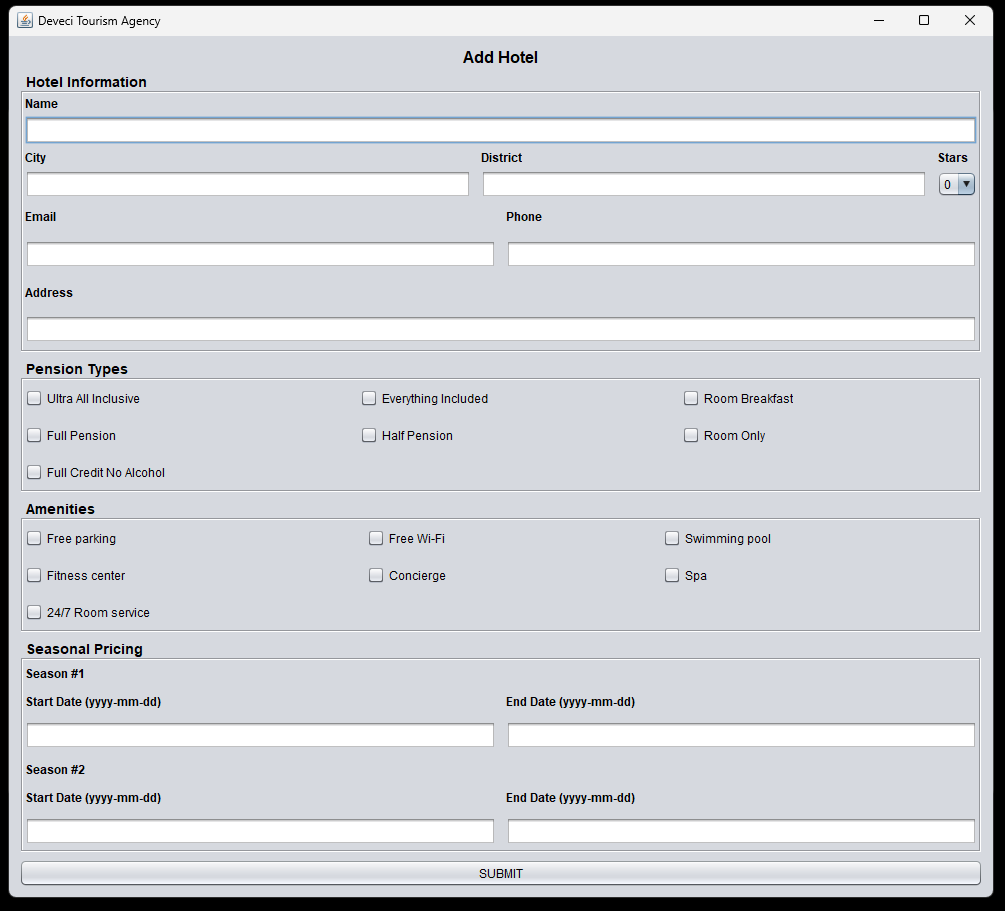 Deveci Tourism Agency
Add Hotel
Hotel Information
Name
City District Stars
0
Email Phone
Address
Pension Types
Ultra All Inclusive Everything Included Room Breakfast
Full Pension Half Pension Room Only
Full Credit No Alcohol
Amenities
Free parking Free Wi-Fi Swimming pool
Fitness center Concierge Spa
24/7 Room service
Seasonal Pricing
Season #1
Start Date (yyyy-mm-dd) End Date (yyyy-mm-dd)
Season #2
Start Date (yyyy-mm-dd) End Date (yyyy-mm-dd)
SUBMIT